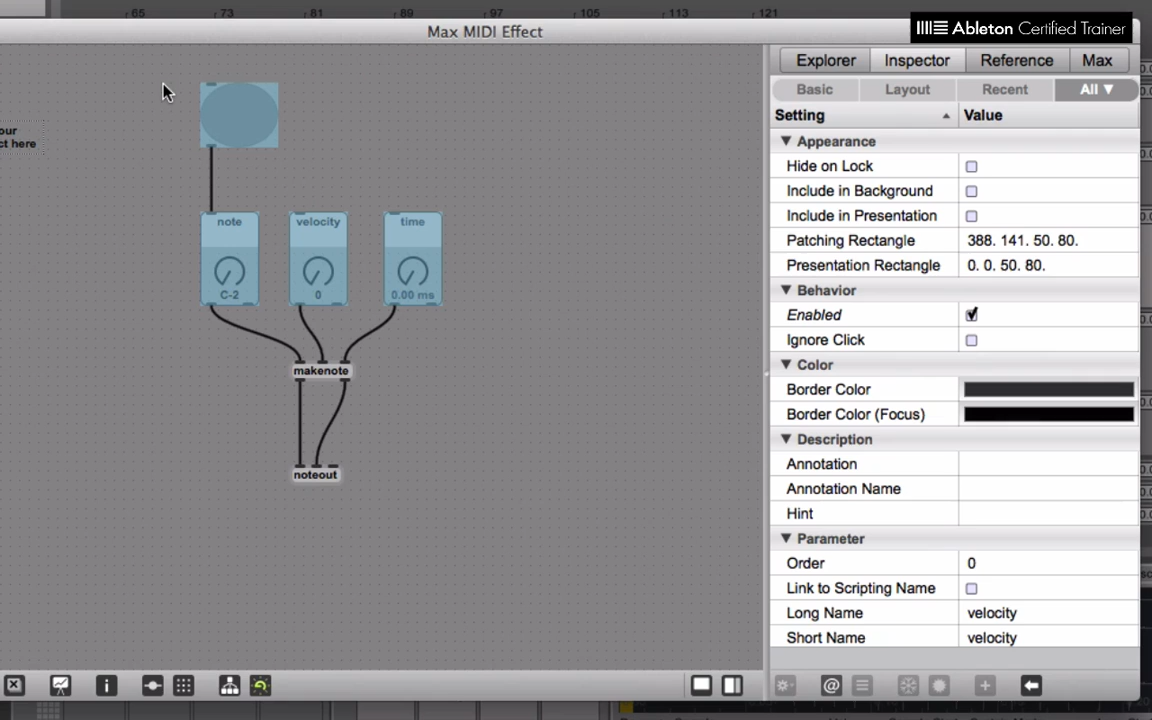 65 73 81 89 97 105 113 121
Max MIDI Effect
Ableton Certified Trainer
Explorer Inspector Reference Max
Basic Layout Recent All ▼
Setting Value
our
ct here
Appearance
Hide on Lock
Include in Background
Include in Presentation
Patching Rectangle 388. 141. 50. 80.
Presentation Rectangle 0. 0. 50. 80.
Behavior
Enabled
Ignore Click
Color
Border Color
Border Color (Focus)
Description
Annotation
Annotation Name
Hint
Parameter
Order 0
Link to Scripting Name
Long Name velocity
Short Name velocity
note velocity time
C-2 0 0.00 ms
makenote
noteout